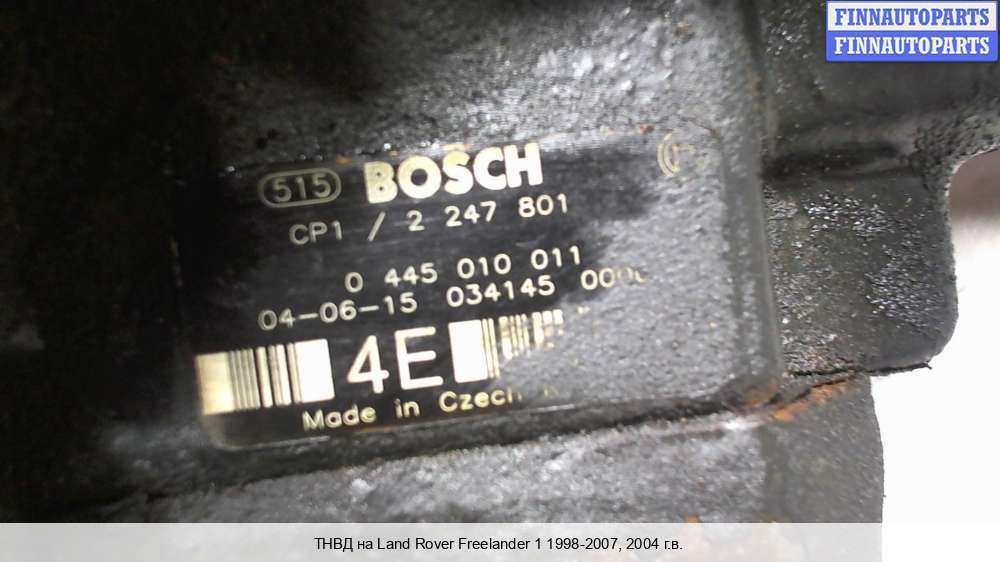 FINNAUTOPARTS
FINNAUTOPARTS
515 BOSCH
CP1 / 2 247 801
0 445 010 011
04-06-15 034145
4E
Made in Czech
ТНВД на Land Rover Freelander 1 1998-2007, 2004 г.в.